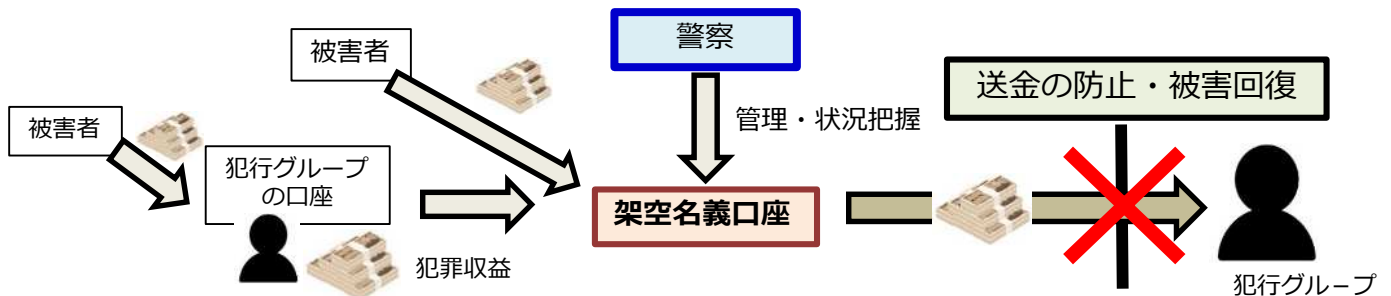 被害者
警察
送金の防止・被害回復
被害者
管理・状況把握
犯行グループ
の口座
架空名義口座
犯罪収益
犯行グループ